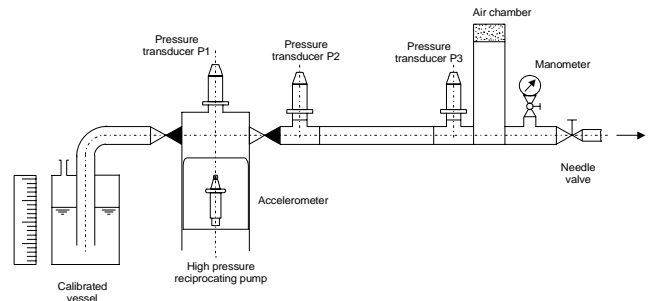 Air chamber
Pressure
transducer P1
Pressure
transducer P2
Pressure
transducer P3
Manometer
Needle
valve
Accelerometer
High pressure
reciprocating pump
Calibrated
vessel